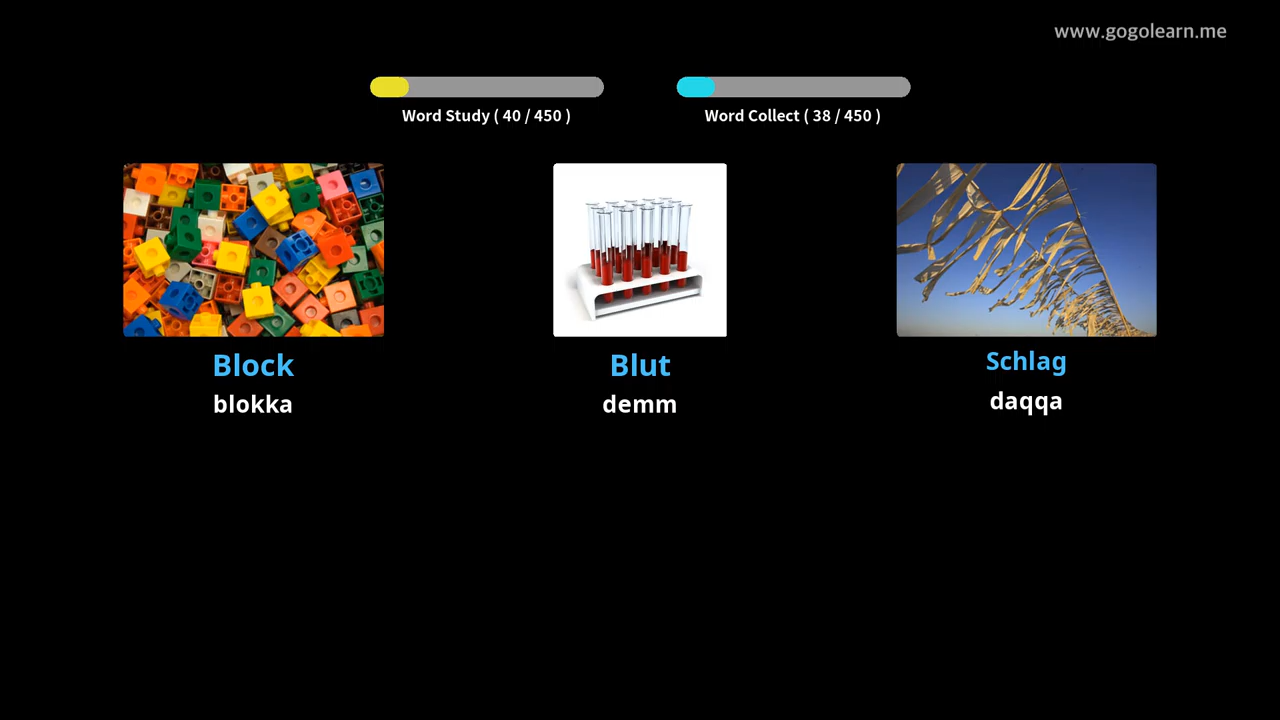 www.gogolearn.me
Word Study ( 40 / 450 )
Word Collect ( 38 / 450 )
Block
blokka
Blut
demm
Schlag
daqqa